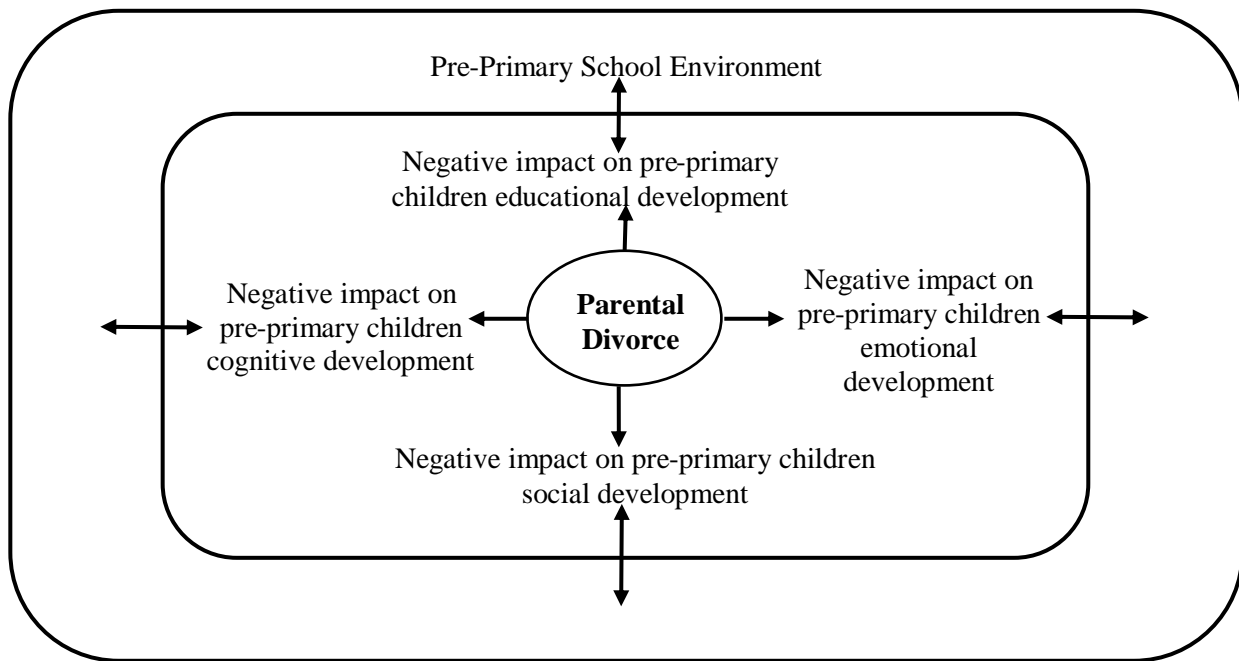 Pre-Primary School Environment
Negative impact on pre-primary
children educational development
Negative impact on
pre-primary children
cognitive development
Parental
Divorce
Negative impact on
pre-primary children
emotional
development
Negative impact on pre-primary children
social development